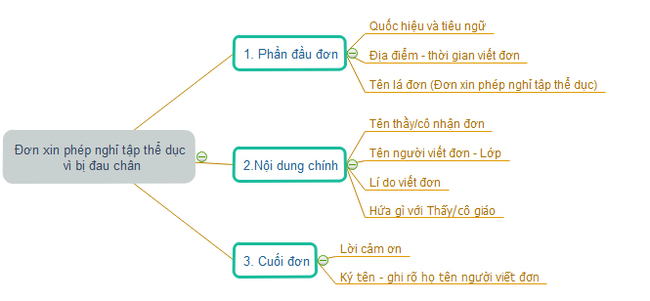 Đơn xin phép nghỉ tập thể dục
vì bị đau chân
1. Phần đầu đơn
Quốc hiệu và tiêu ngữ
Địa điểm - thời gian viết đơn
Tên lá đơn (Đơn xin phép nghỉ tập thể dục)
2.Nội dung chính
Tên thầy/cô nhận đơn
Tên người viết đơn - Lớp
Lí do viết đơn
Hứa gì với Thầy/cô giáo
3. Cuối đơn
Lời cảm ơn
Ký tên - ghi rõ họ tên người viết đơn